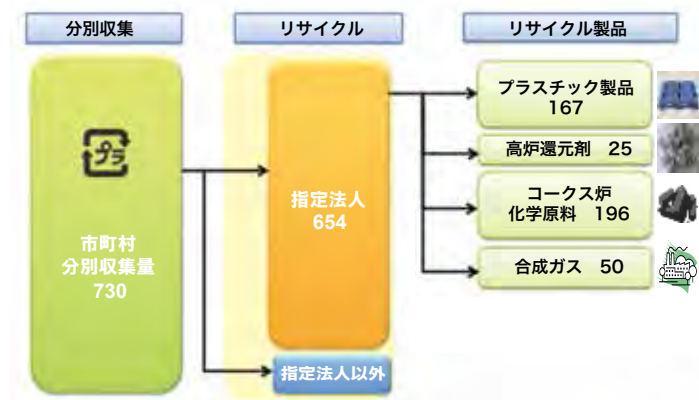 分別収集
リサイクル
リサイクル製品
プラ
市町村
分別収集量
730
指定法人
654
指定法人以外
プラスチック製品
167
高炉還元剤 25
コークス炉
化学原料 196
合成ガス 50